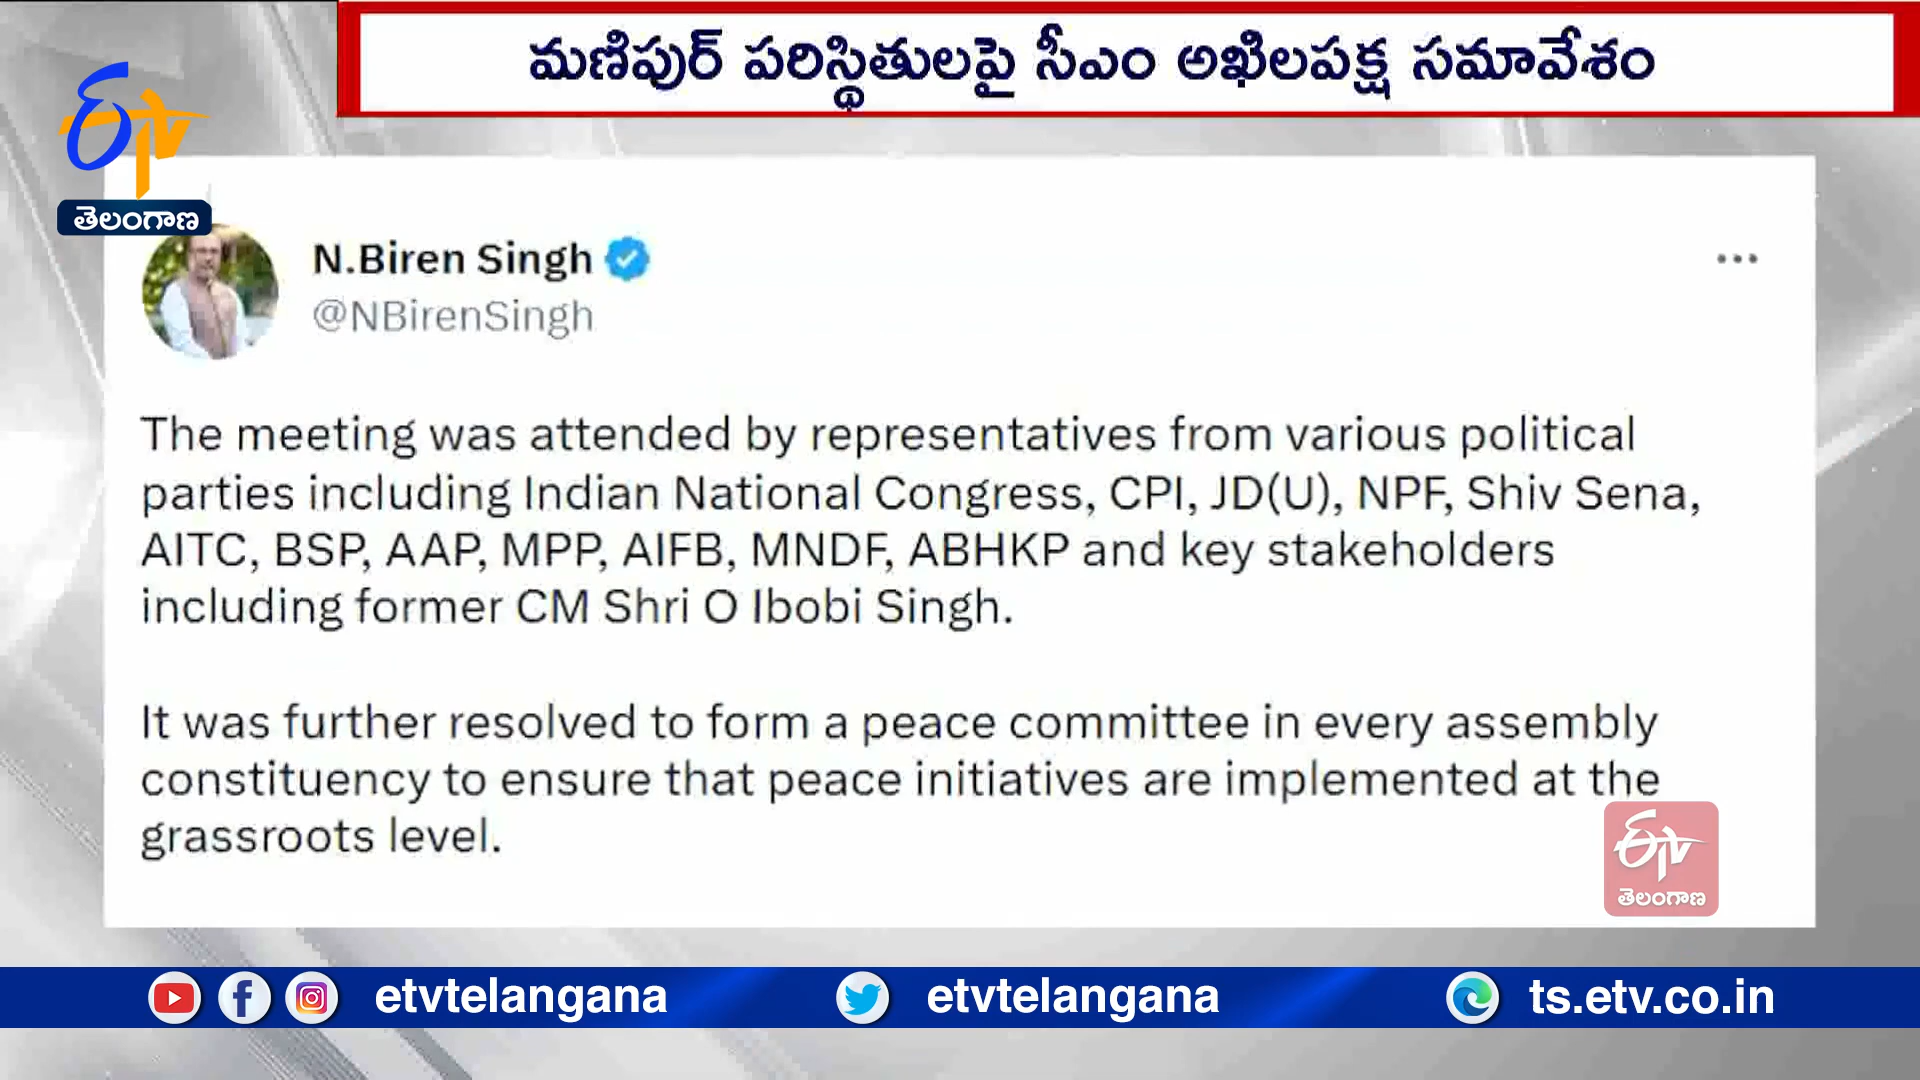 మణిపుర్ పరిస్థితులపై సీఎం అఖిలపక్ష సమావేశం
ETV
తెలంగాణ
N.Biren Singh
@NBirenSingh
The meeting was attended by representatives from various political
parties including Indian National Congress, CPI, JD(U), NPF, Shiv Sena,
AITC, BSP, AAP, MPP, AIFB, MNDF, ABHKP and key stakeholders
including former CM Shri O Ibobi Singh.
It was further resolved to form a peace committee in every assembly
constituency to ensure that peace initiatives are implemented at the
grassroots level.
ETV
తెలంగాణ
etvtelangana
etvtelangana
ts.etv.co.in